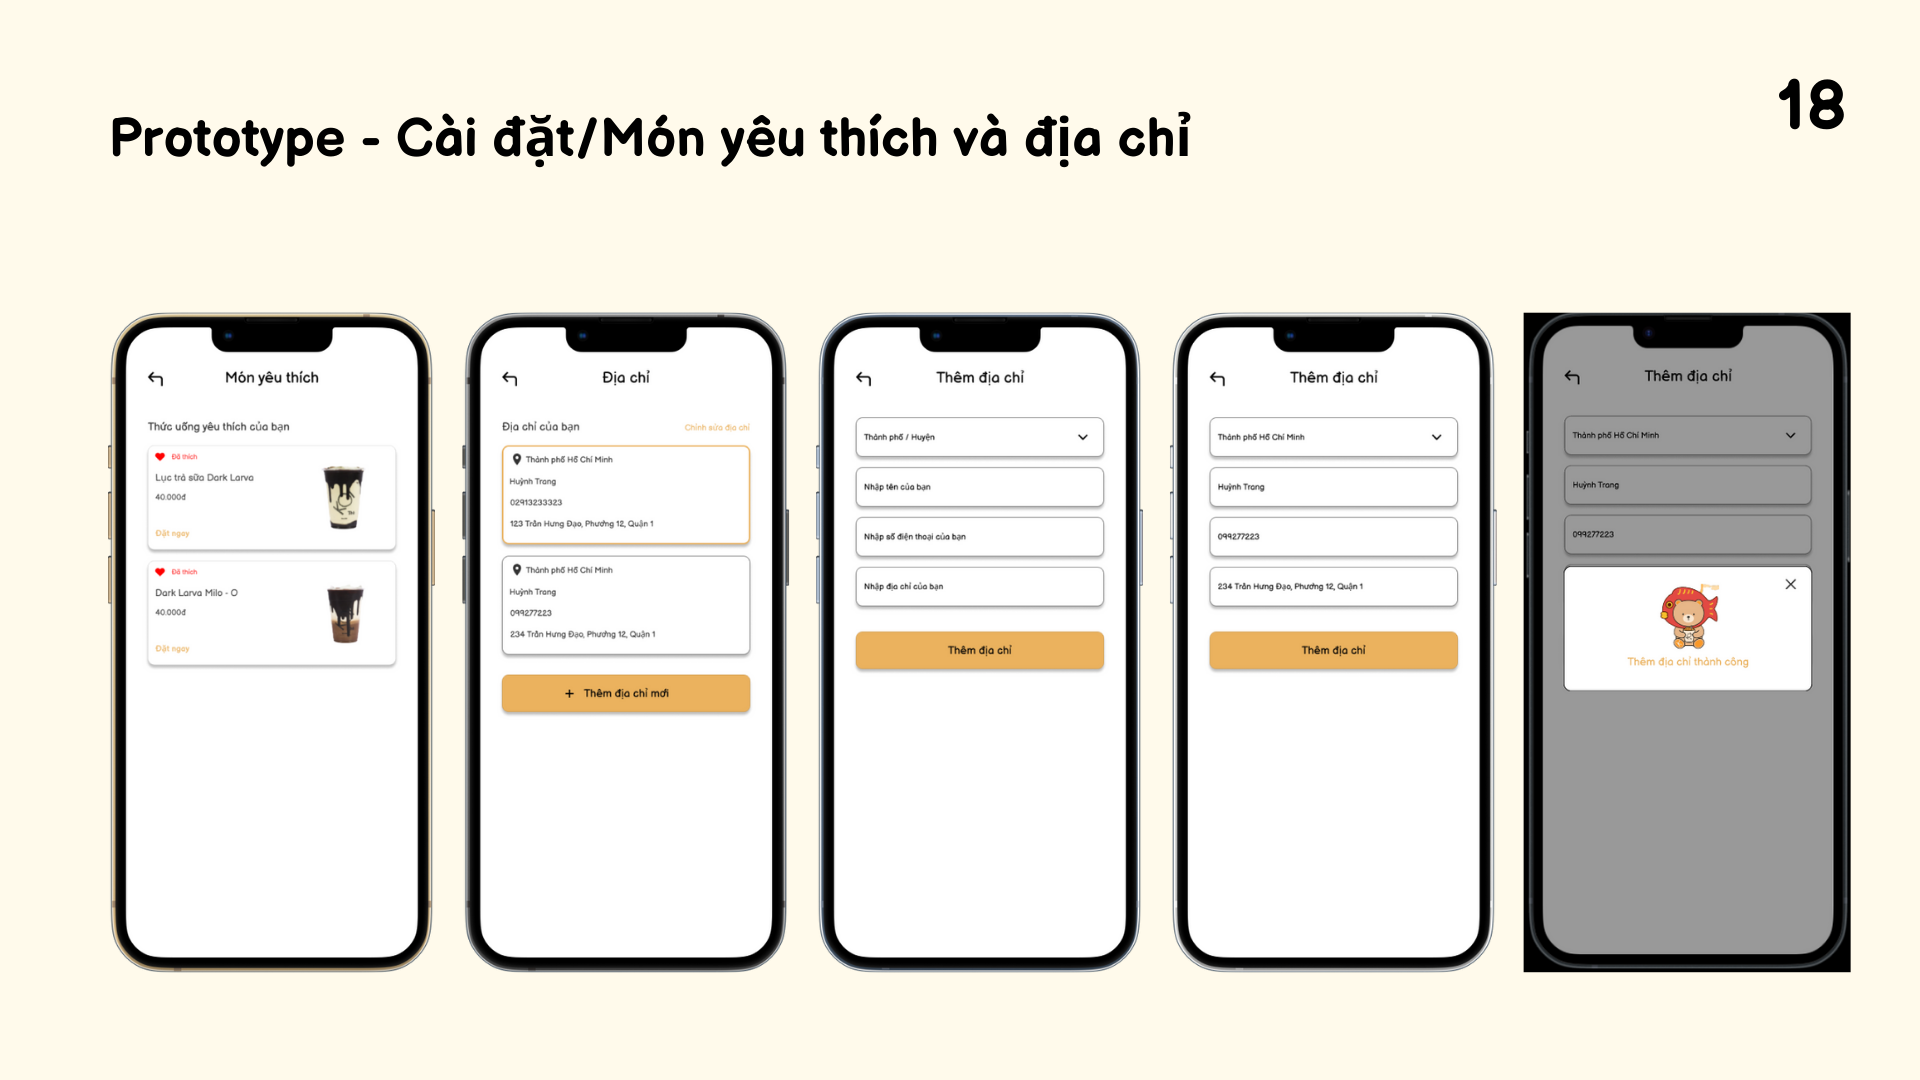 18
Prototype - Cài đặt/Món yêu thích và địa chỉ
Món yêu thích
Thức uống yêu thích của bạn
Đã thích
Lục trà sữa Dark Larva
40.000đ
Đặt ngay
Đã thích
Dark Larva Milo - O
40.000đ
Đặt ngay
Địa chỉ
Địa chỉ của bạn
Chỉnh sửa địa chỉ
Thành phố Hồ Chí Minh
Huỳnh Trang
02913233323
123 Trần Hưng Đạo, Phường 12, Quận 1
Thành phố Hồ Chí Minh
Huỳnh Trang
099277223
234 Trần Hưng Đạo, Phường 12, Quận 1
+ Thêm địa chỉ mới
Thêm địa chỉ
Thành phố / Huyện
Nhập tên của bạn
Nhập số điện thoại của bạn
Nhập địa chỉ của bạn
Thêm địa chỉ
Thêm địa chỉ
Thành phố Hồ Chí Minh
Huỳnh Trang
099277223
234 Trần Hưng Đạo, Phường 12, Quận 1
Thêm địa chỉ
Thêm địa chỉ
Thành phố Hồ Chí Minh
Huỳnh Trang
099277223
Thêm địa chỉ thành công